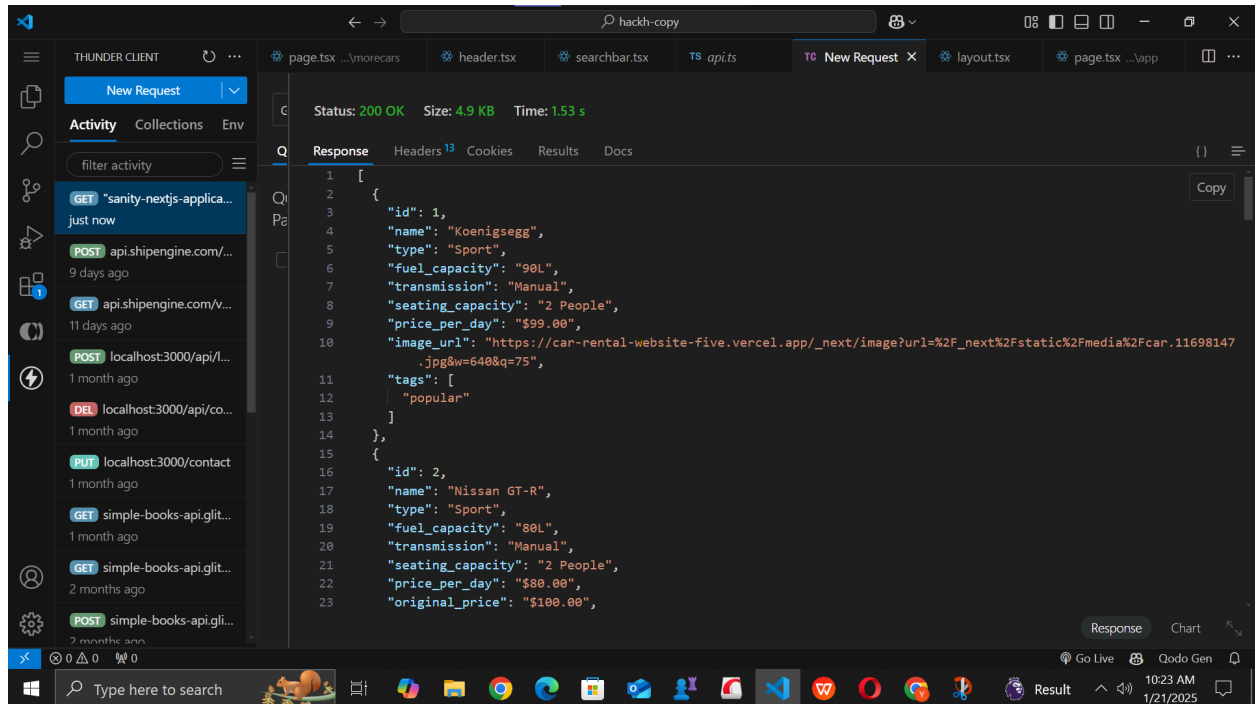 hackh-copy
THUNDER CLIENT
page.tsx ...\morecars
header.tsx
searchbar.tsx
TS api.ts
TC New Request
layout.tsx
page.tsx ...\app
New Request
Activity Collections Env
filter activity
GET "sanity-nextjs-applica...
just now
POST api.shipengine.com/...
9 days ago
GET api.shipengine.com/v...
11 days ago
POST localhost:3000/api/l...
1 month ago
DEL localhost:3000/api/co...
1 month ago
PUT localhost:3000/contact
1 month ago
GET simple-books-api.glit...
1 month ago
GET simple-books-api.glit...
2 months ago
POST simple-books-api.gli...
2 months ago
1
G
Q
Qu
Pa
Status: 200 OK Size: 4.9 KB Time: 1.53 s
Response Headers 13 Cookies Results Docs
{}
Copy
1 [
2 {
3 "id": 1,
4 "name": "Koenigsegg",
5 "type": "Sport",
6 "fuel_capacity": "90L",
7 "transmission": "Manual",
8 "seating_capacity": "2 People",
9 "price_per_day": "$99.00",
10 "image_url": "https://car-rental-website-five.vercel.app/_next/image?url=%2F_next%2Fstatic%2Fmedia%2Fcar.11698147
.jpg&w=640&q=75",
11 "tags": [
12 "popular"
13 ]
14 },
15 {
16 "id": 2,
17 "name": "Nissan GT-R",
18 "type": "Sport",
19 "fuel_capacity": "80L",
20 "transmission": "Manual",
21 "seating_capacity": "2 People",
22 "price_per_day": "$80.00",
23 "original_price": "$100.00",
Response Chart
0 0 0
Go Live Qodo Gen
Type here to search
Result
10:23 AM
1/21/2025